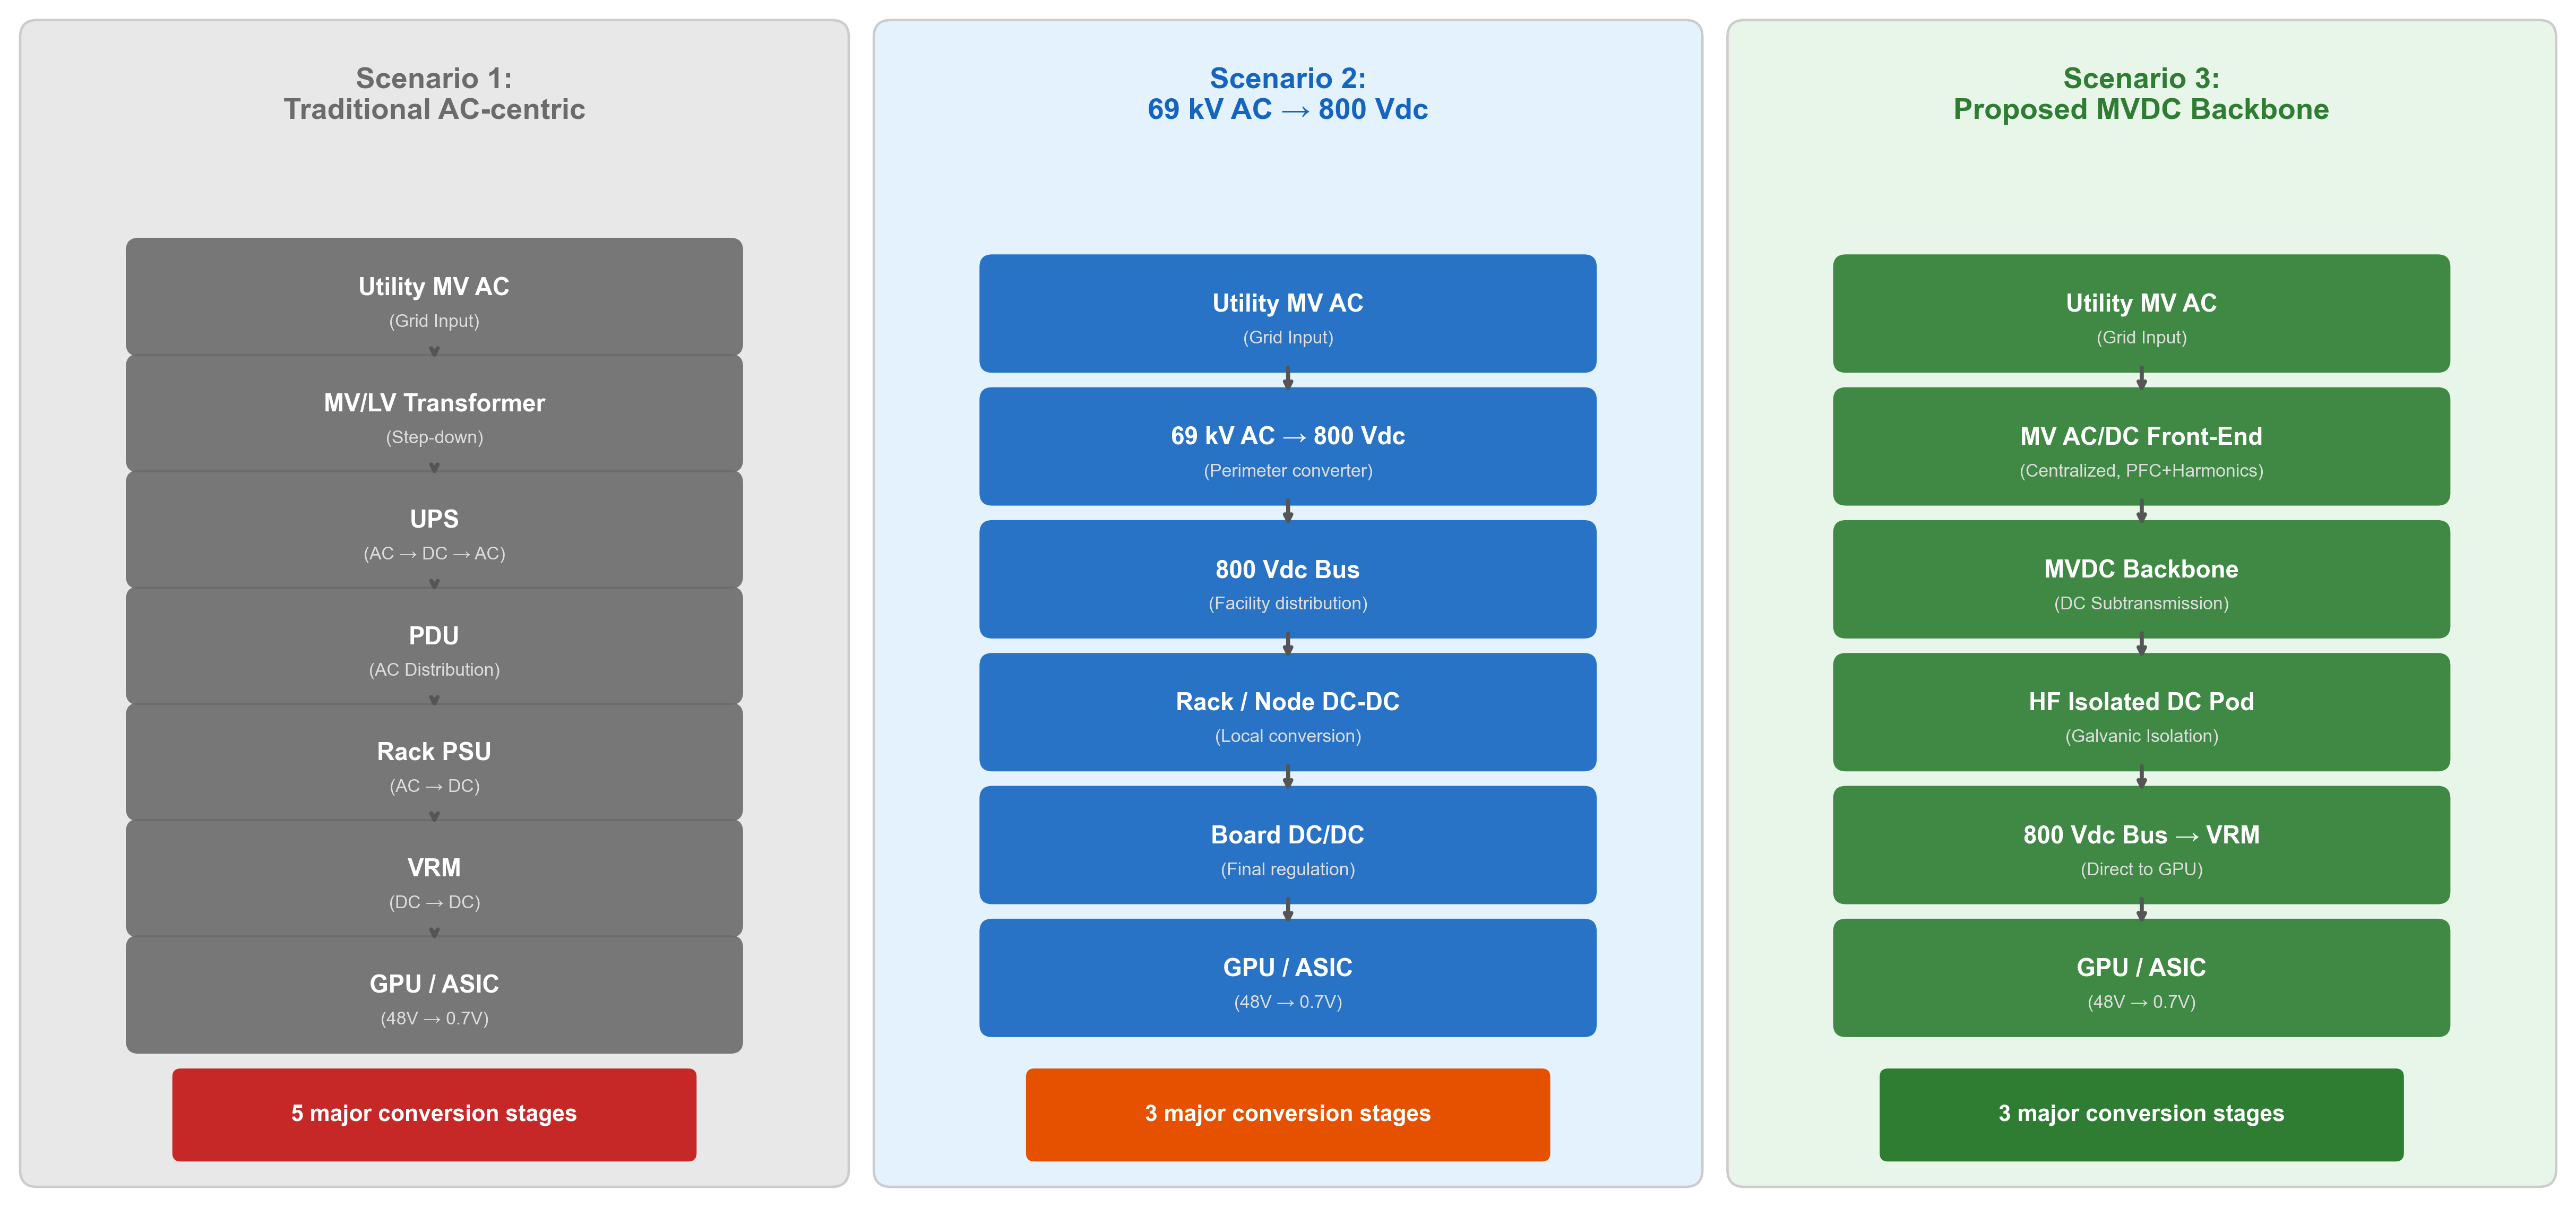 Scenario 1:
Traditional AC-centric
Utility MV AC
(Grid Input)
MV/LV Transformer
(Step-down)
UPS
(AC → DC → AC)
PDU
(AC Distribution)
Rack PSU
(AC → DC)
VRM
(DC → DC)
GPU / ASIC
(48V → 0.7V)
5 major conversion stages
Scenario 2:
69 kV AC → 800 Vdc
Utility MV AC
(Grid Input)
69 kV AC → 800 Vdc
(Perimeter converter)
800 Vdc Bus
(Facility distribution)
Rack / Node DC-DC
(Local conversion)
Board DC/DC
(Final regulation)
GPU / ASIC
(48V → 0.7V)
3 major conversion stages
Scenario 3:
Proposed MVDC Backbone
Utility MV AC
(Grid Input)
MV AC/DC Front-End
(Centralized, PFC+Harmonics)
MVDC Backbone
(DC Subtransmission)
HF Isolated DC Pod
(Galvanic Isolation)
800 Vdc Bus → VRM
(Direct to GPU)
GPU / ASIC
(48V → 0.7V)
3 major conversion stages